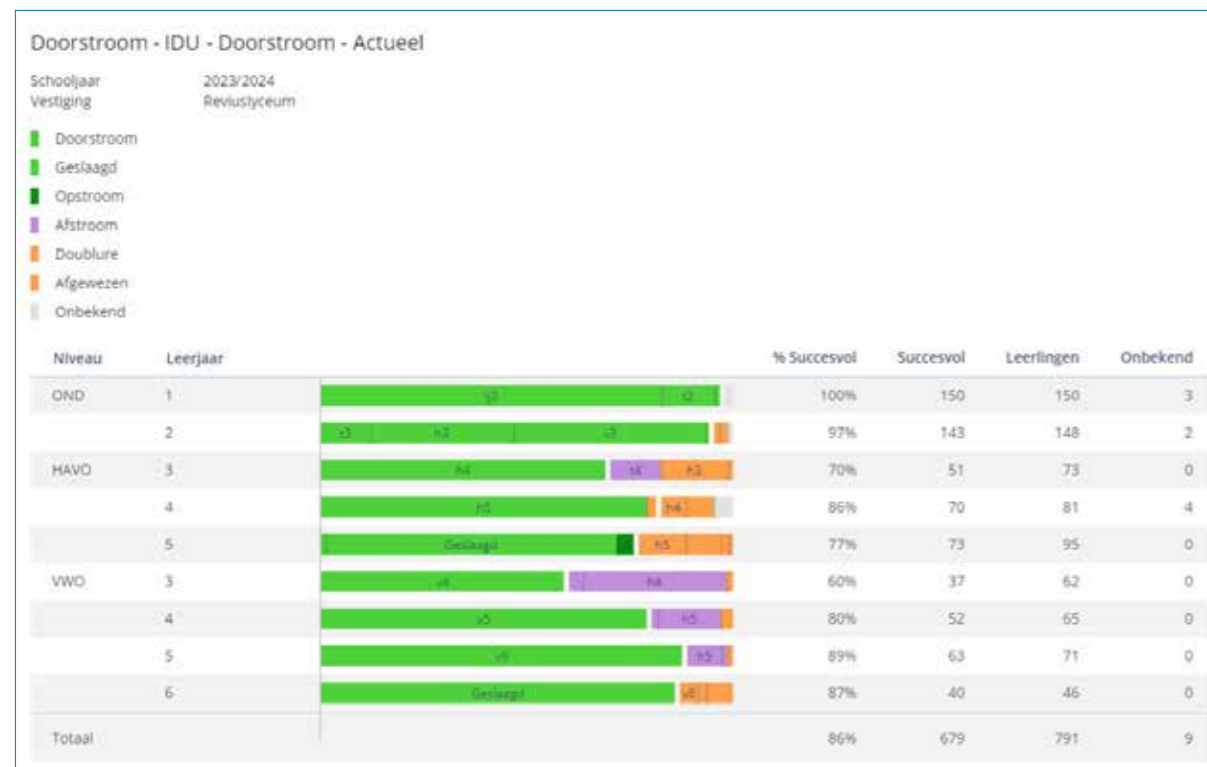 Doorstroom - IDU - Doorstroom - Actueel
Schooljaar 2023/2024
Vestiging Reviuslyceum
Doorstroom
Geslaagd
Opstroom
Afstroom
Doublure
Afgewezen
Onbekend
Niveau Leerjaar % Succesvol Succesvol Leerlingen Onbekend
OND 1 100% 150 150 3
2 97% 143 148 2
HAVO 3 h4 h3 70% 51 73 0
4 h5 h4 86% 70 81 4
5 Geslaagd h5 77% 73 95 0
VWO 3 v4 h4 60% 37 62 0
4 v5 h5 80% 52 65 0
5 v6 h5 89% 63 71 0
6 Geslaagd v6 87% 40 46 0
Totaal 86% 679 791 9